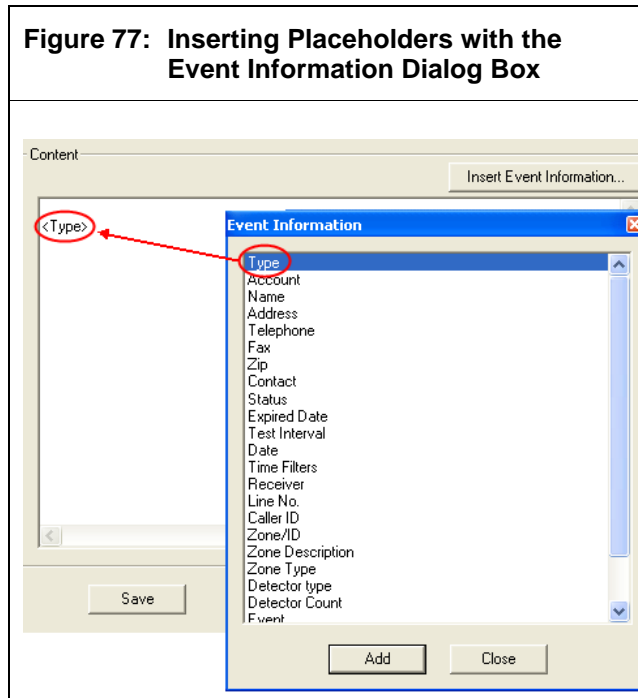 Figure 77: Inserting Placeholders with the
Event Information Dialog Box
Content
Insert Event Information...
<Type>
Event Information
Type
Account
Name
Address
Telephone
Fax
Zip
Contact
Status
Expired Date
Test Interval
Date
Time Filters
Receiver
Line No.
Caller ID
Zone/ID
Zone Description
Zone Type
Detector type
Detector Count
Event
Save
Add
Close